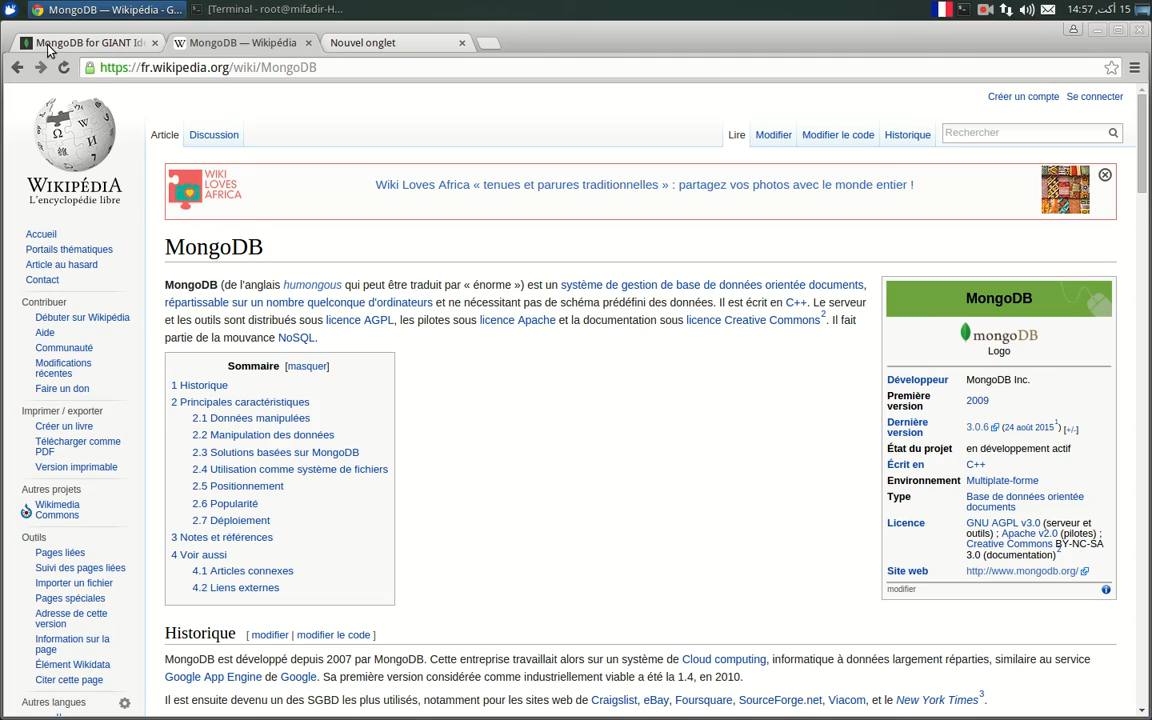 MongoDB — Wikipédia - G...
[Terminal - root@mifadir-H...
15 أكت, 14:57
MongoDB for GIANT Id
MongoDB — Wikipédia
Nouvel onglet
https://fr.wikipedia.org/wiki/MongoDB
Créer un compte Se connecter
Article Discussion Lire Modifier Modifier le code Historique Rechercher
WIKIPÉDIA
L'encyclopédie libre
WIKI
LOVES
AFRICA
Wiki Loves Africa « tenues et parures traditionnelles » : partagez vos photos avec le monde entier !
Accueil
Portails thématiques
Article au hasard
Contact
Contribuer
Débuter sur Wikipédia
Aide
Communauté
Modifications
récentes
Faire un don
Imprimer / exporter
Créer un livre
Télécharger comme
PDF
Version imprimable
Autres projets
Wikimedia
Commons
Outils
Pages liées
Suivi des pages liées
Importer un fichier
Pages spéciales
Adresse de cette
version
Information sur la
page
Élément Wikidata
Citer cette page
Autres langues
MongoDB
MongoDB (de l'anglais humongous qui peut être traduit par « énorme ») est un système de gestion de base de données orientée documents,
répartissable sur un nombre quelconque d'ordinateurs et ne nécessitant pas de schéma prédéfini des données. Il est écrit en C++. Le serveur
et les outils sont distribués sous licence AGPL, les pilotes sous licence Apache et la documentation sous licence Creative Commons2. Il fait
partie de la mouvance NoSQL.
Sommaire [masquer]
1 Historique
2 Principales caractéristiques
2.1 Données manipulées
2.2 Manipulation des données
2.3 Solutions basées sur MongoDB
2.4 Utilisation comme système de fichiers
2.5 Positionnement
2.6 Popularité
2.7 Déploiement
3 Notes et références
4 Voir aussi
4.1 Articles connexes
4.2 Liens externes
MongoDB
mongoDB
Logo
Développeur MongoDB Inc.
Première
version 2009
Dernière
version 3.0.6 (24 août 2015)1 [+/-]
État du projet en développement actif
Écrit en C++
Environnement Multiplate-forme
Type Base de données orientée
documents
Licence GNU AGPL v3.0 (serveur et
outils) ; Apache v2.0 (pilotes) ;
Creative Commons BY-NC-SA
3.0 (documentation)2
Site web http://www.mongodb.org/
modifier
Historique [ modifier | modifier le code ]
MongoDB est développé depuis 2007 par MongoDB. Cette entreprise travaillait alors sur un système de Cloud computing, informatique à données largement réparties, similaire au service
Google App Engine de Google. Sa première version considérée comme industriellement viable a été la 1.4, en 2010.
Il est ensuite devenu un des SGBD les plus utilisés, notamment pour les sites web de Craigslist, eBay, Foursquare, SourceForge.net, Viacom, et le New York Times3.